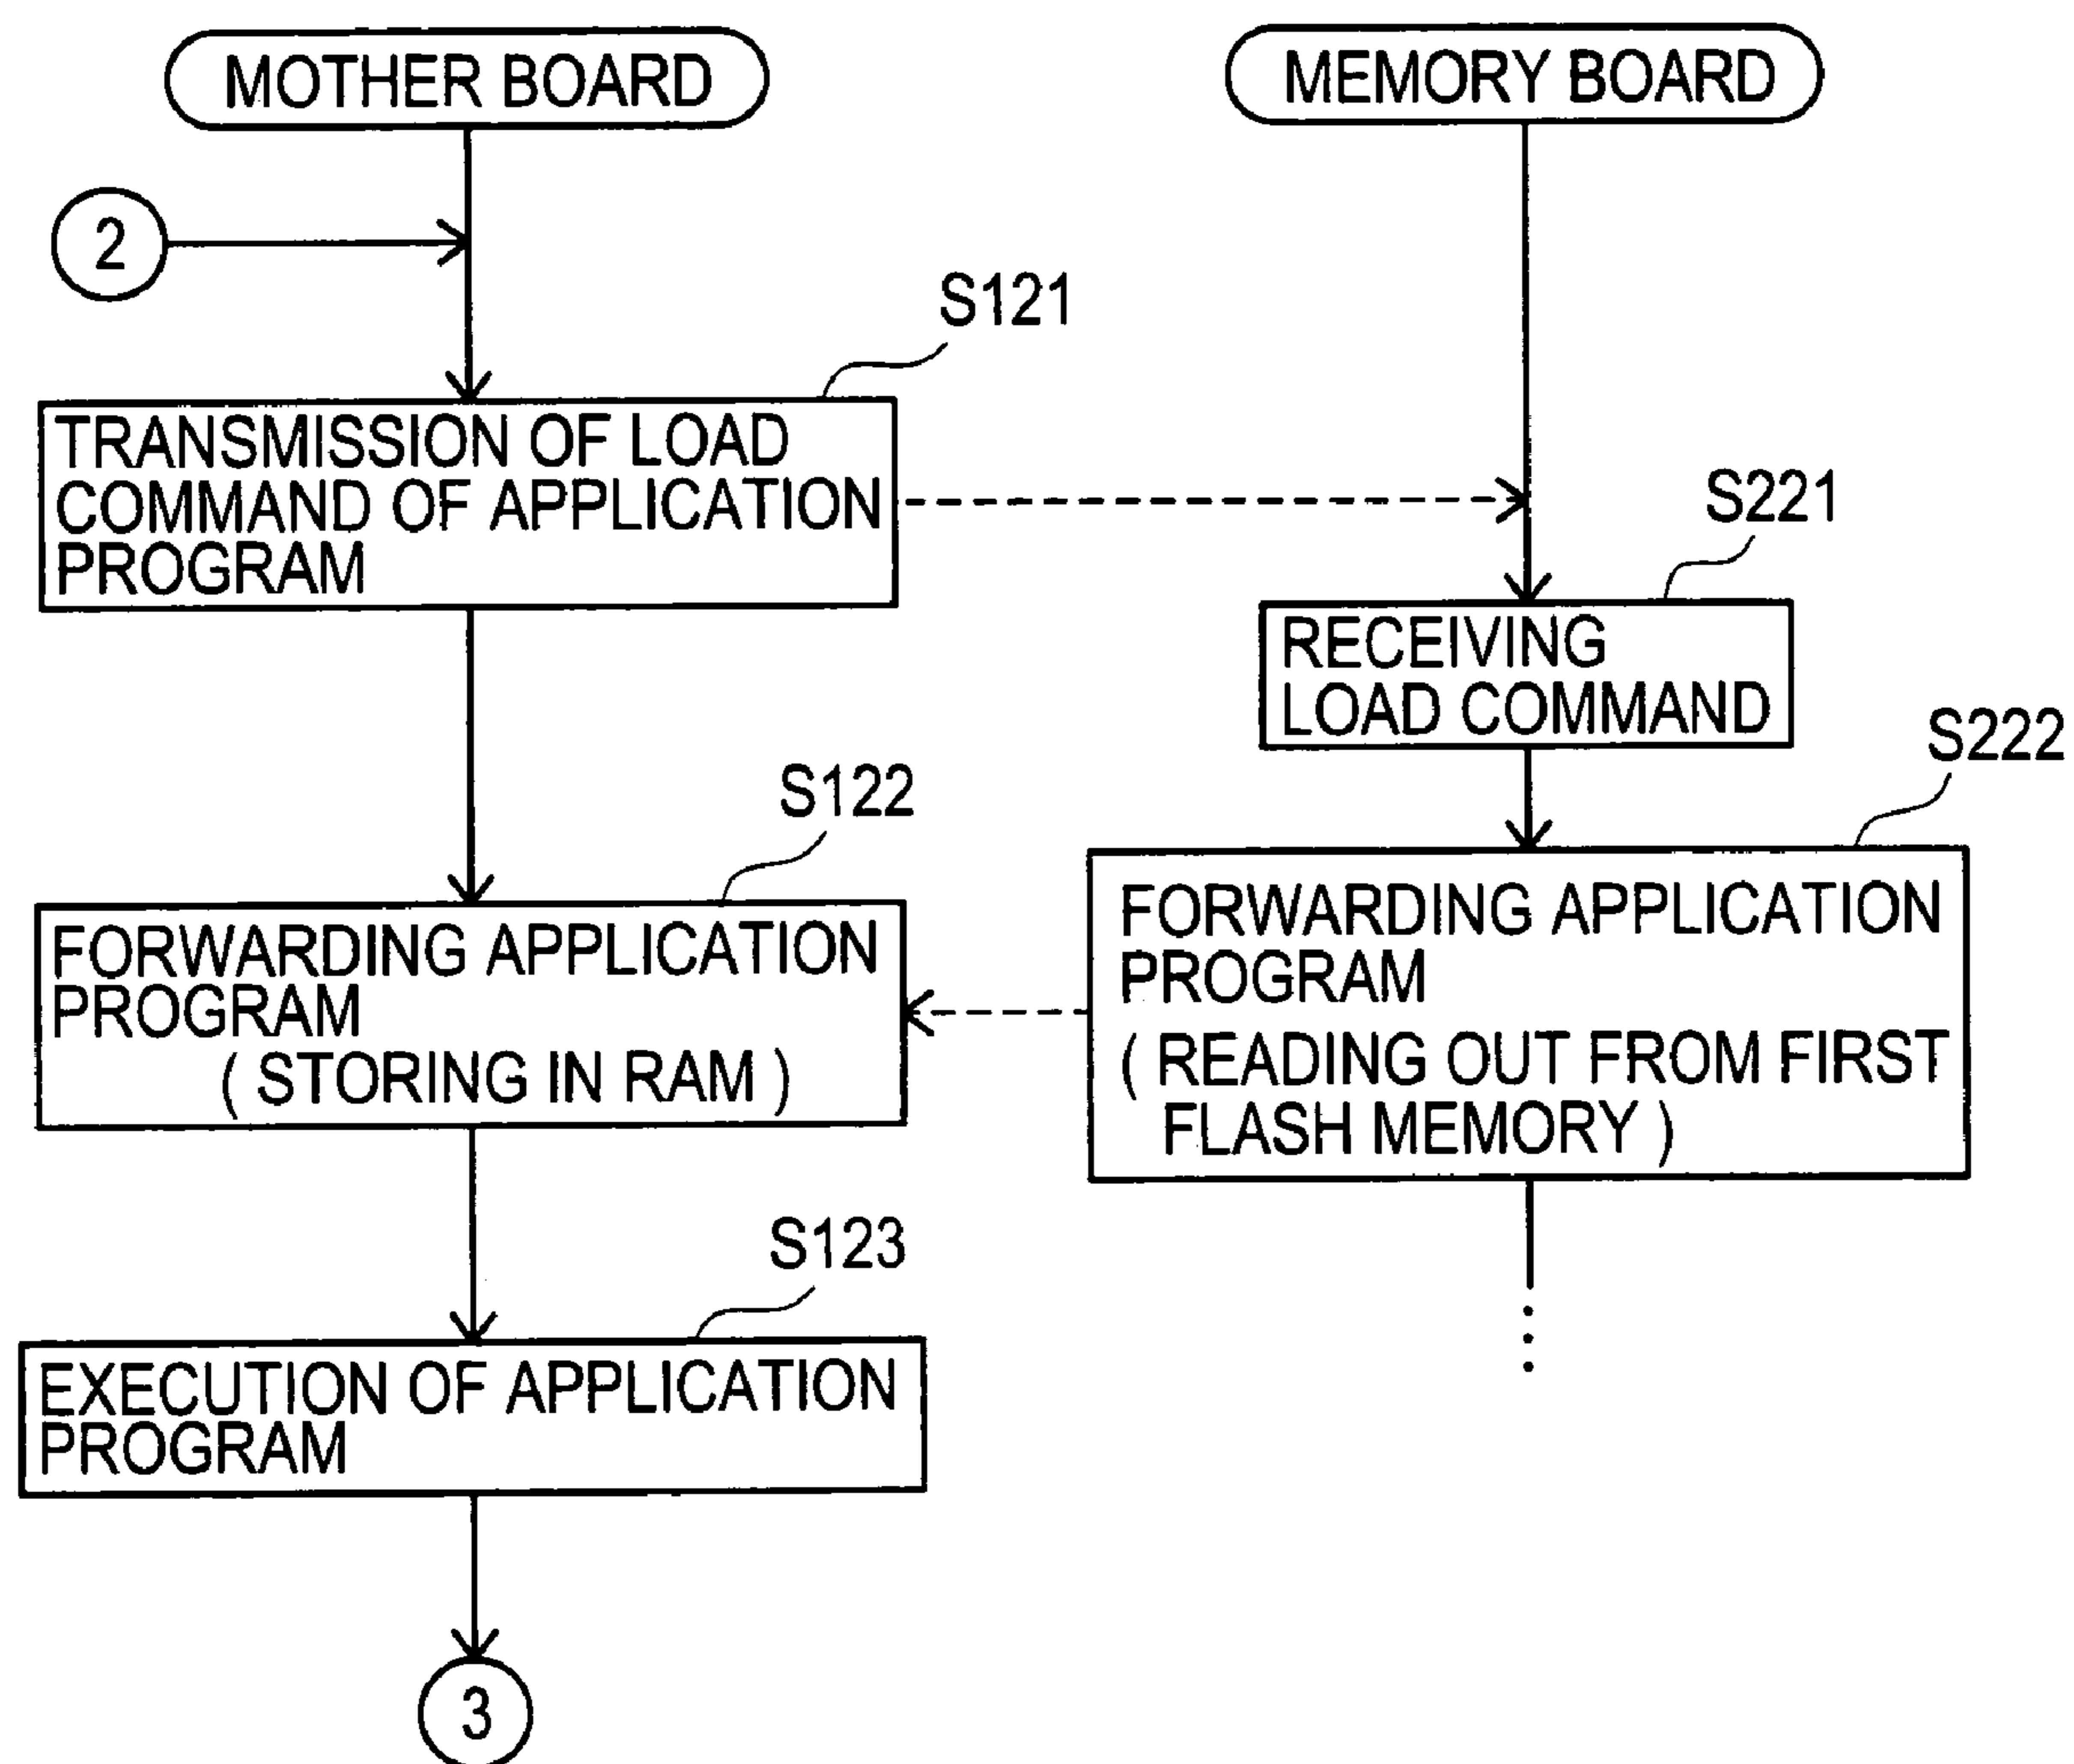 MOTHER BOARD
MEMORY BOARD
2
S121
TRANSMISSION OF LOAD
COMMAND OF APPLICATION
PROGRAM
S221
RECEIVING
LOAD COMMAND
S122
S222
FORWARDING APPLICATION
PROGRAM
( STORING IN RAM )
FORWARDING APPLICATION
PROGRAM
( READING OUT FROM FIRST
FLASH MEMORY )
S123
EXECUTION OF APPLICATION
PROGRAM
3